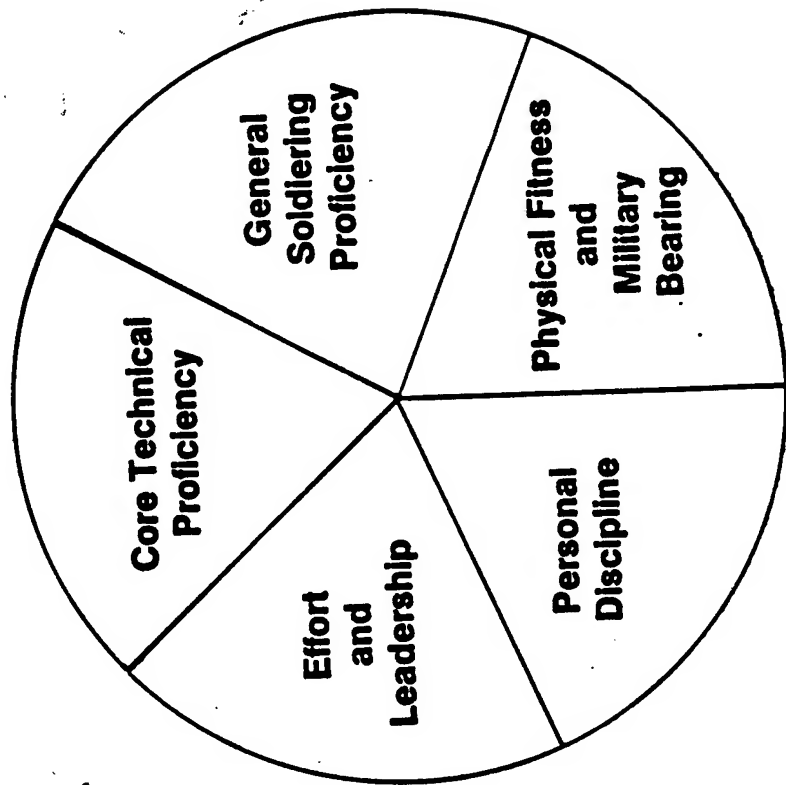 Core Technical
Proficiency
General
Soldiering
Proficiency
Effort
and
Leadership
Personal
Discipline
Physical Fitness
and
Military
Bearing